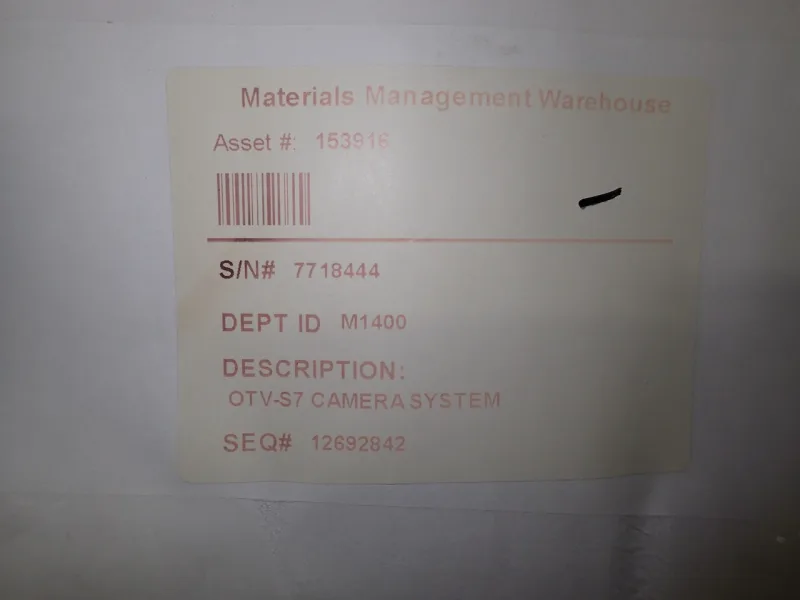 Materials Management Warehouse
Asset #: 153916
S/N# 7718444
DEPT ID M1400
DESCRIPTION:
OTV-S7 CAMERA SYSTEM
SEQ# 12692842